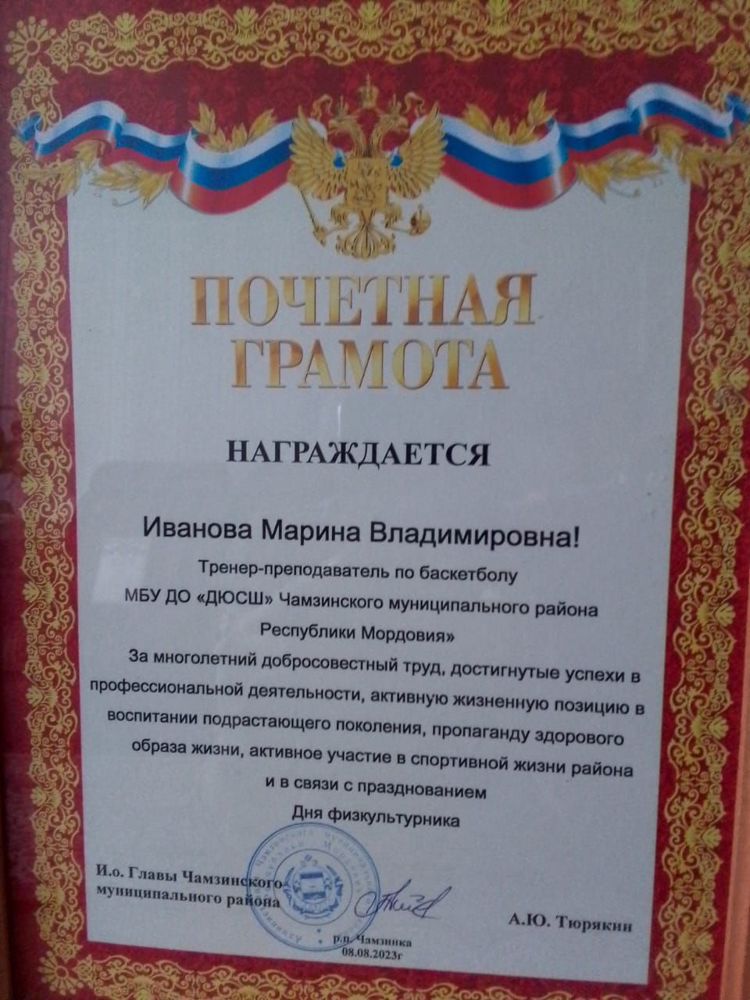 ПОЧЕТНАЯ
ГРАМОТА
НАГРАЖДАЕТСЯ
Иванова Марина Владимировна!
Тренер-преподаватель по баскетболу
МБУ ДО «ДЮСШ» Чамзинского муниципального района
Республики Мордовия»
За многолетний добросовестный труд, достигнутые успехи в
профессиональной деятельности, активную жизненную позицию в
воспитании подрастающего поколения, пропаганду здорового
образа жизни, активное участие в спортивной жизни района
и в связи с празднованием
Дня физкультурника
И.о. Главы Чамзинского
муниципального района
А.Ю. Тюрякин
р.п. Чамзинка
08.08.2023г